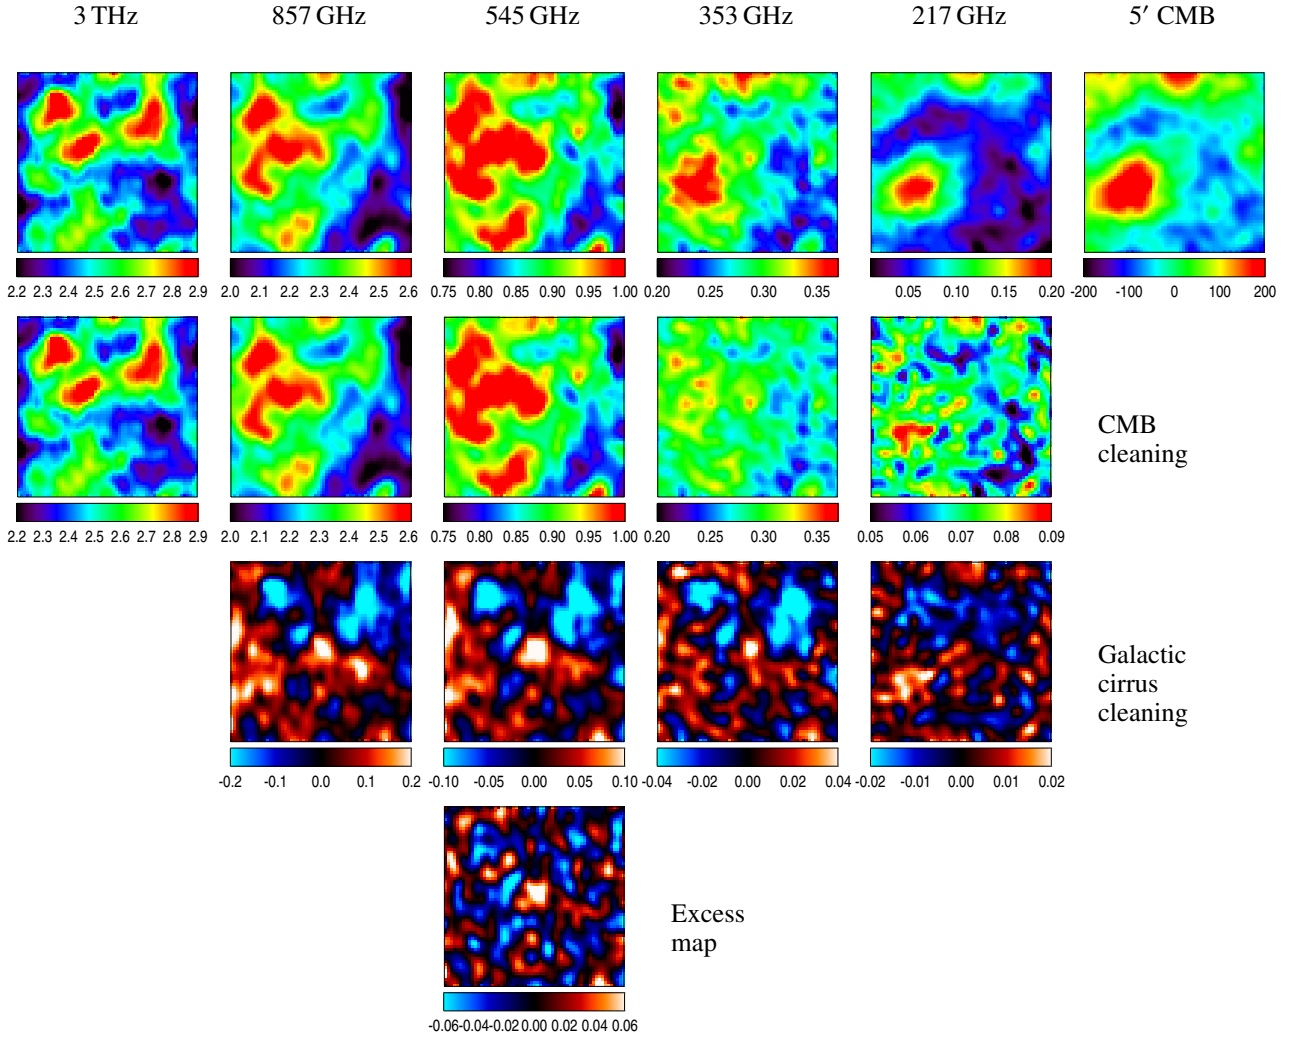 3 THz 857 GHz 545 GHz 353 GHz 217 GHz 5′ CMB
2.2 2.3 2.4 2.5 2.6 2.7 2.8 2.9 2.0 2.1 2.2 2.3 2.4 2.5 2.6 0.75 0.80 0.85 0.90 0.95 1.00 0.20 0.25 0.30 0.35 0.05 0.10 0.15 0.20 -200 -100 0 100 200
CMB
cleaning
2.2 2.3 2.4 2.5 2.6 2.7 2.8 2.9 2.0 2.1 2.2 2.3 2.4 2.5 2.6 0.75 0.80 0.85 0.90 0.95 1.00 0.20 0.25 0.30 0.35 0.05 0.06 0.07 0.08 0.09
Galactic
cirrus
cleaning
-0.2 -0.1 0.0 0.1 0.2 -0.10 -0.05 0.00 0.05 0.10 -0.04 -0.02 0.00 0.02 0.04 -0.02 -0.01 0.00 0.01 0.02
Excess
map
-0.06 -0.04 -0.02 0.00 0.02 0.04 0.06